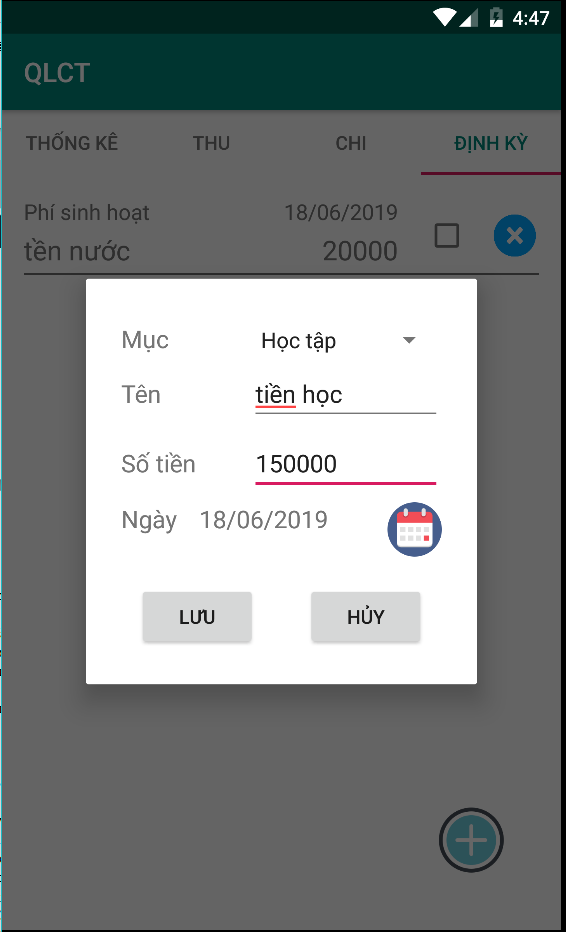 4:47
QLCT
THỐNG KÊ THU CHI ĐỊNH KỲ
Phí sinh hoạt 18/06/2019
tền nước 20000
Mục Học tập
Tên tiền học
Số tiền 150000
Ngày 18/06/2019
LƯU HỦY